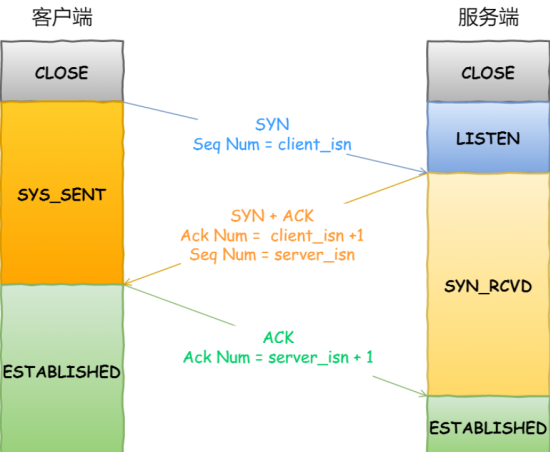 客户端
服务端
CLOSE
CLOSE
SYN
Seq Num = client_isn
LISTEN
SYS_SENT
SYN + ACK
Ack Num = client_isn +1
Seq Num = server_isn
SYN_RCVD
ACK
Ack Num = server_isn + 1
ESTABLISHED
ESTABLISHED